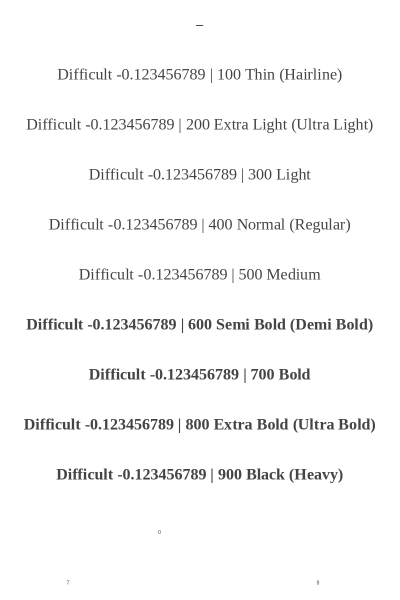 –
Difficult -0.123456789 | 100 Thin (Hairline)
Difficult -0.123456789 | 200 Extra Light (Ultra Light)
Difficult -0.123456789 | 300 Light
Difficult -0.123456789 | 400 Normal (Regular)
Difficult -0.123456789 | 500 Medium
Difficult -0.123456789 | 600 Semi Bold (Demi Bold)
Difficult -0.123456789 | 700 Bold
Difficult -0.123456789 | 800 Extra Bold (Ultra Bold)
Difficult -0.123456789 | 900 Black (Heavy)
0
7 8